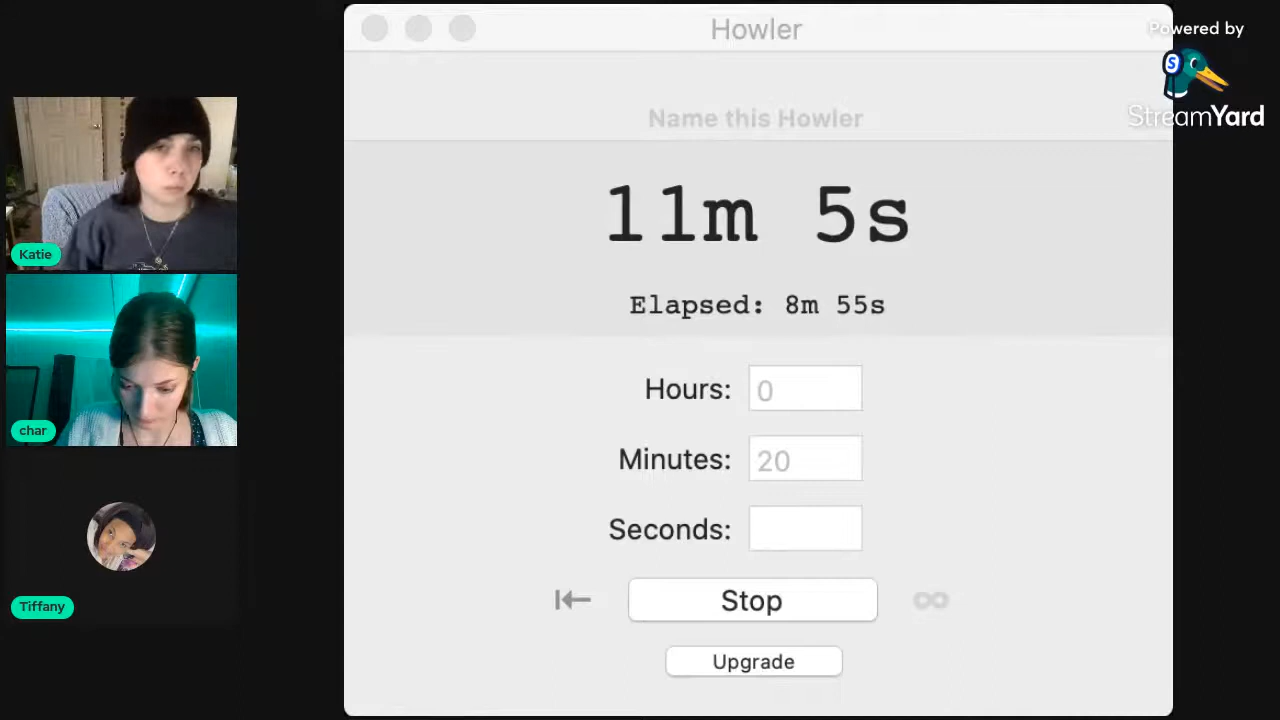 Howler
Powered by
StreamYard
Name this Howler
11m 5s
Elapsed: 8m 55s
Hours: 0
Minutes: 20
Seconds:
Stop
Upgrade
Katie
char
Tiffany